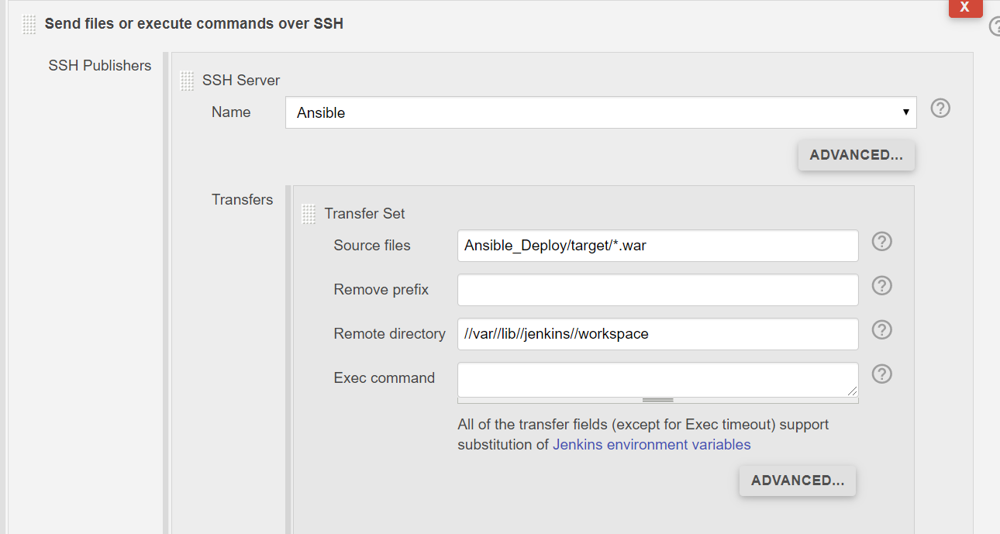 X
Send files or execute commands over SSH
?
SSH Publishers
SSH Server
Name
Ansible
?
ADVANCED...
Transfers
Transfer Set
Source files
Ansible_Deploy/target/*.war
?
Remove prefix
?
Remote directory
//var//lib//jenkins//workspace
?
Exec command
?
All of the transfer fields (except for Exec timeout) support
substitution of Jenkins environment variables
ADVANCED...